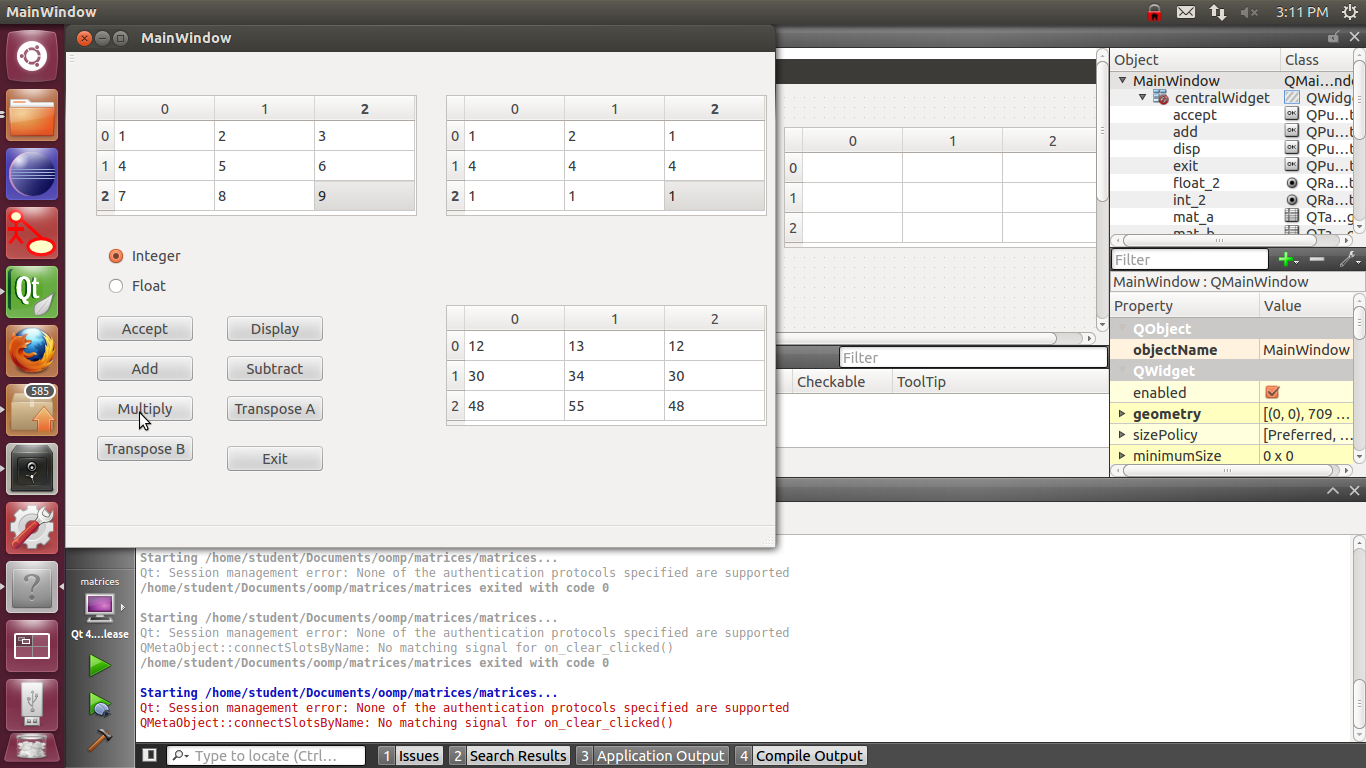 MainWindow
3:11 PM
MainWindow
0 1 2
0 1 2 3
1 4 5 6
2 7 8 9
0 1 2
0 1 2 1
1 4 4 4
2 1 1 1
Integer
Float
Accept Display
Add Subtract
Multiply Transpose A
Transpose B Exit
0 1 2
0 12 13 12
1 30 34 30
2 48 55 48
0 1 2
0
1
2
Object Class
MainWindow QMai...nd
centralWidget QWidg
accept QPu...t
add QPu...t
disp QPu...t
exit QPu...t
float_2 QRa...t
int_2 QRa...t
mat_a QTa...g
Filter
MainWindow : QMainWindow
Property Value
QObject
objectName MainWindow
QWidget
enabled
geometry [(0, 0), 709 ...
sizePolicy [Preferred, ...
minimumSize 0 x 0
Filter
Checkable ToolTip
585
Qt
matrices
Qt 4....lease
Starting /home/student/Documents/oomp/matrices/matrices...
Qt: Session management error: None of the authentication protocols specified are supported
/home/student/Documents/oomp/matrices/matrices exited with code 0
Starting /home/student/Documents/oomp/matrices/matrices...
Qt: Session management error: None of the authentication protocols specified are supported
QMetaObject::connectSlotsByName: No matching signal for on_clear_clicked()
/home/student/Documents/oomp/matrices/matrices exited with code 0
Starting /home/student/Documents/oomp/matrices/matrices...
Qt: Session management error: None of the authentication protocols specified are supported
QMetaObject::connectSlotsByName: No matching signal for on_clear_clicked()
Type to locate (Ctrl... 1 Issues 2 Search Results 3 Application Output 4 Compile Output